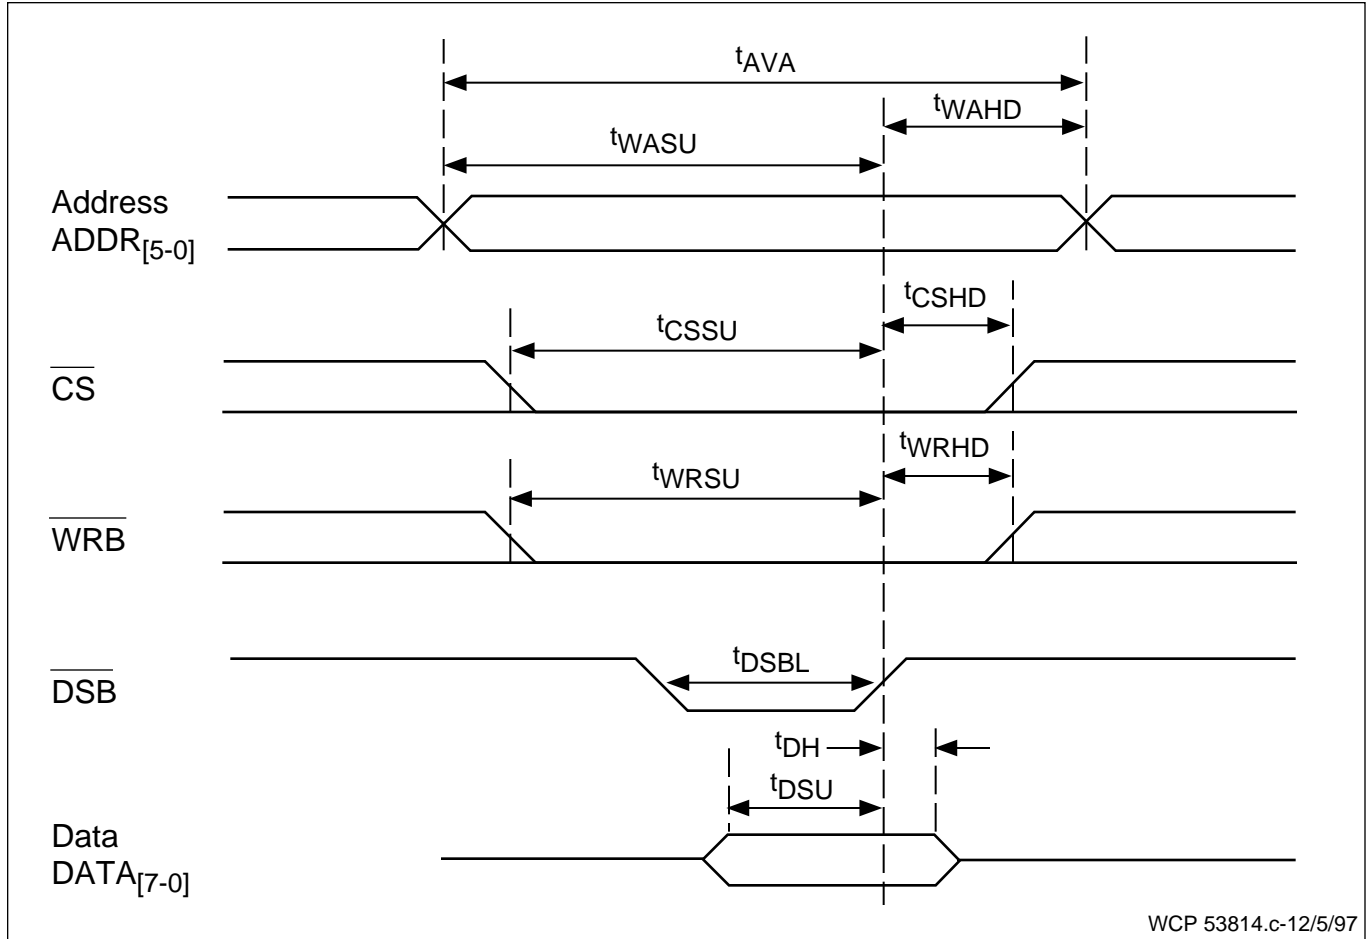 tAVA
tWAHD
tWASU
Address
ADDR[5-0]
tCSHD
tCSSU
CS
tWRHD
tWRSU
WRB
tDSBL
DSB
tDH
tDSU
Data
DATA[7-0]
WCP 53814.c-12/5/97